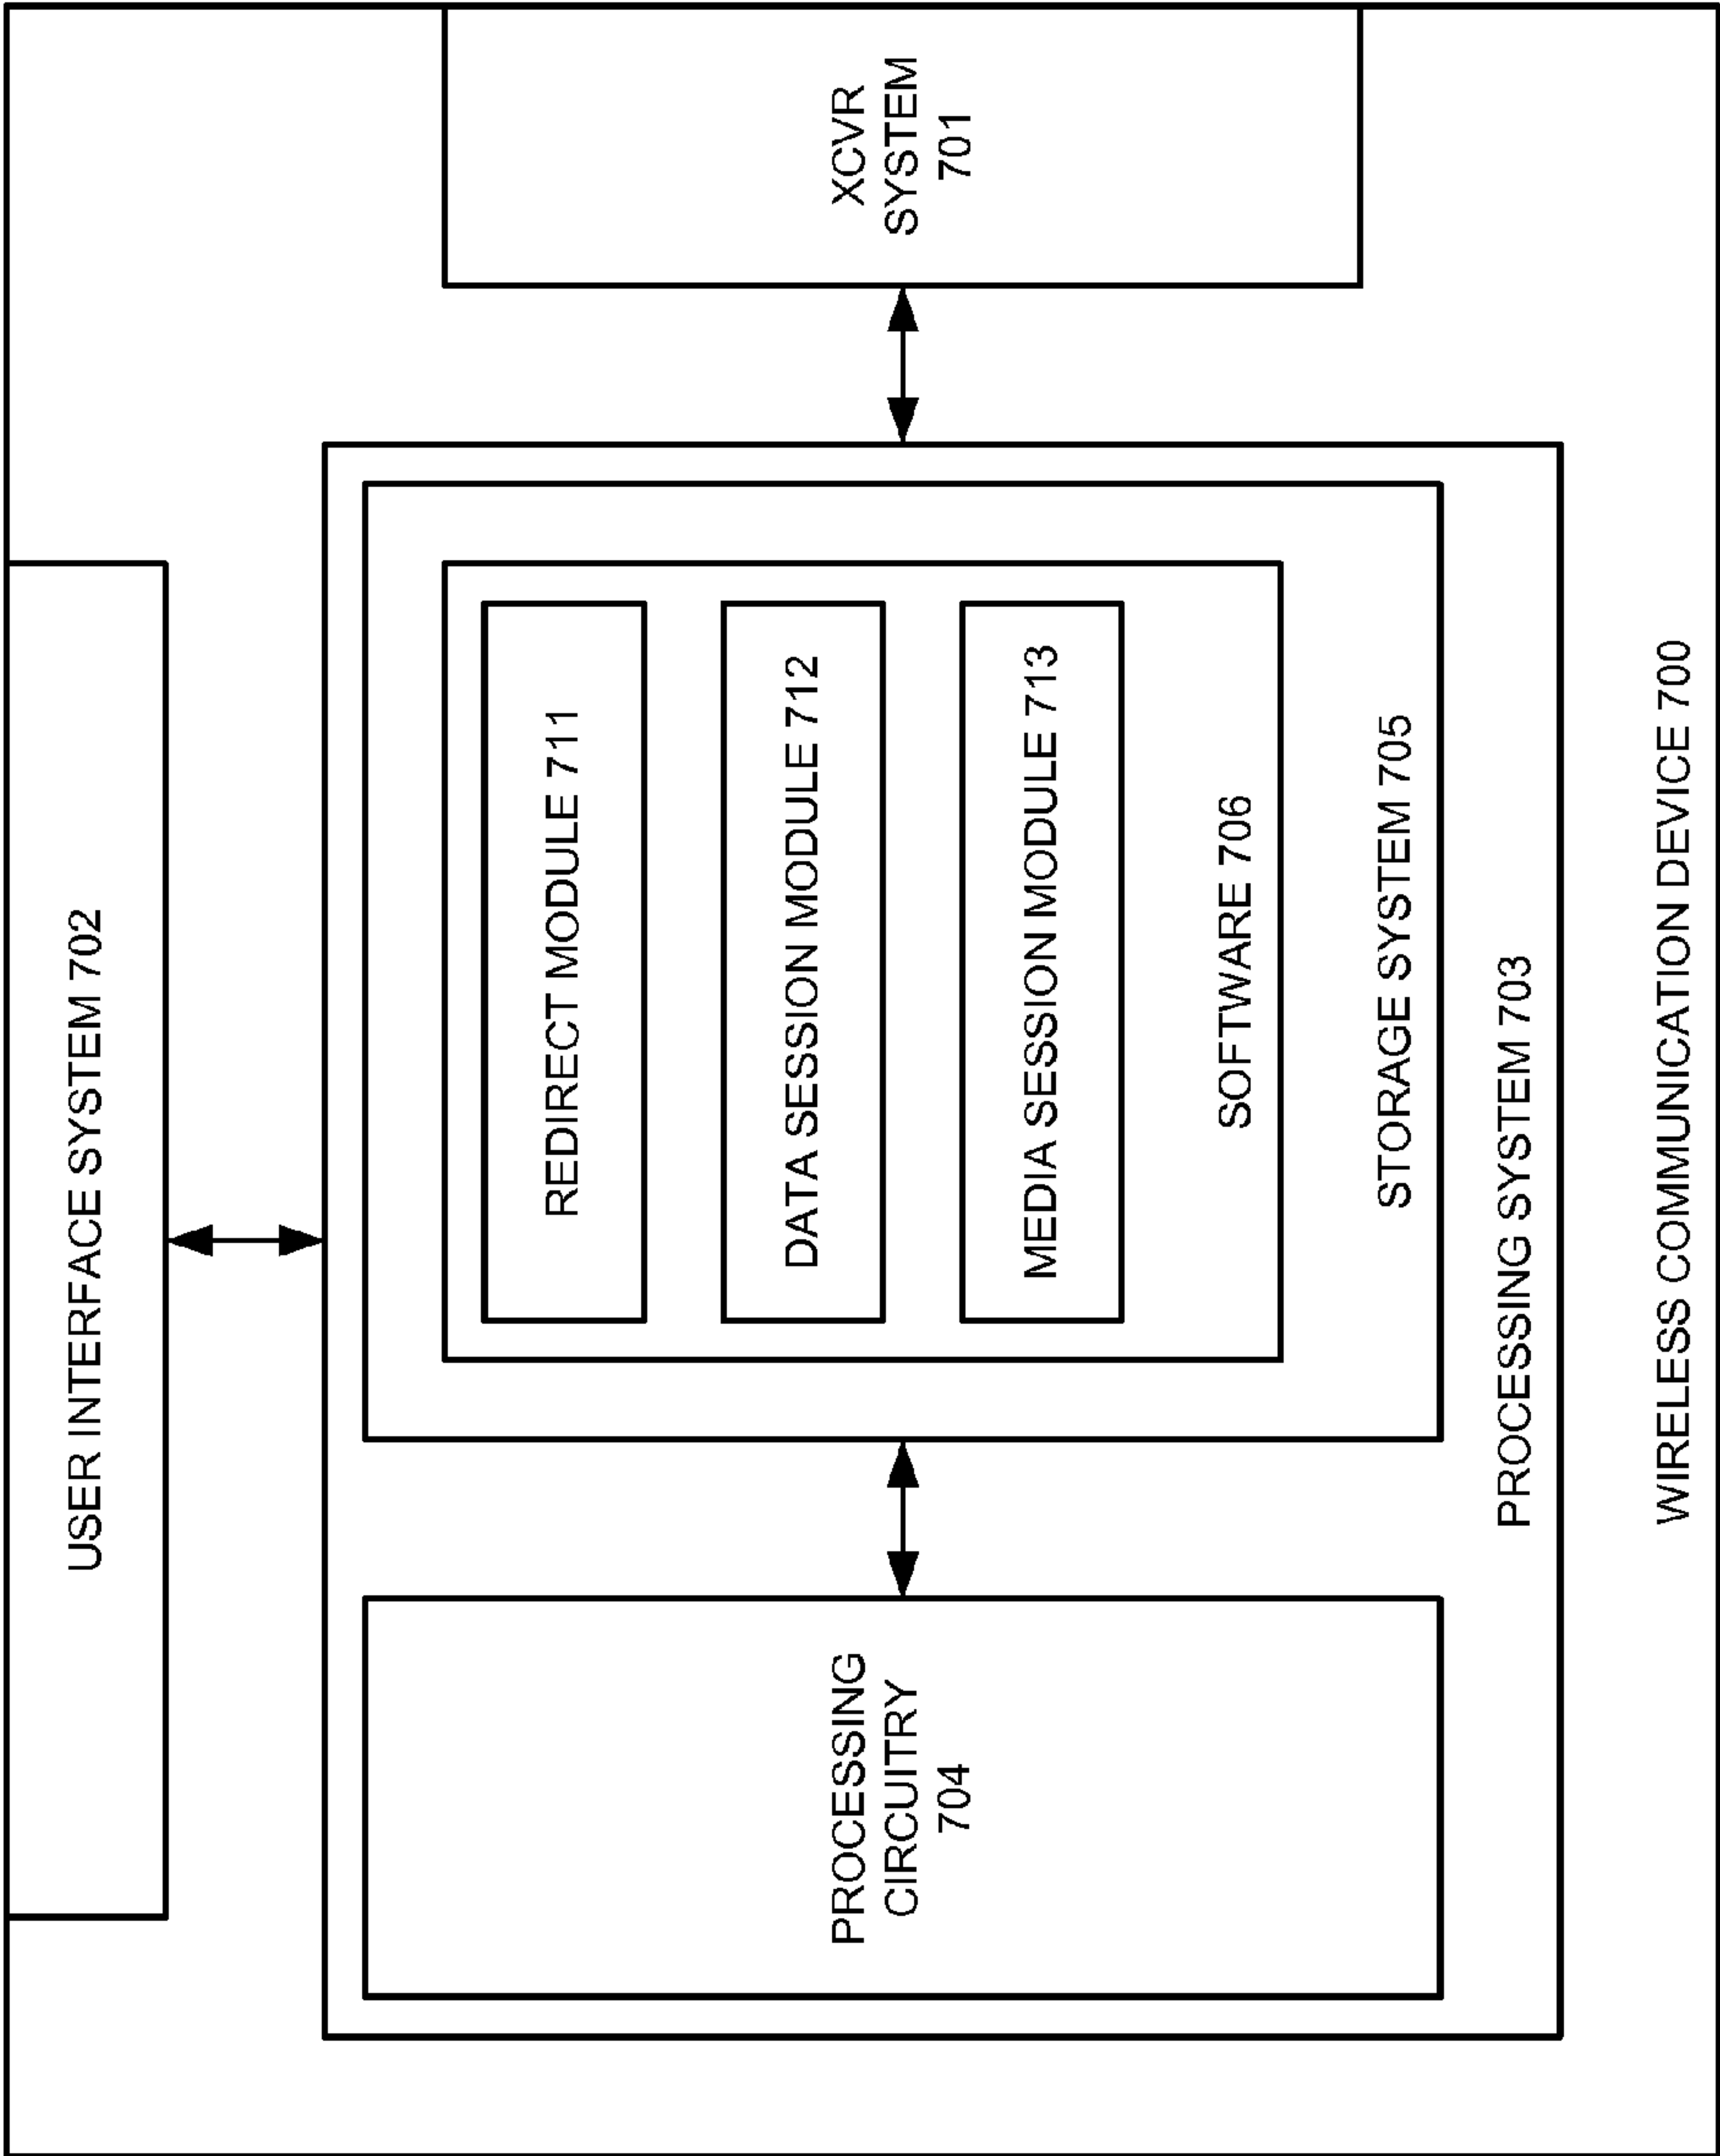 USER INTERFACE SYSTEM 702
PROCESSING
CIRCUITRY
704
REDIRECT MODULE 711
DATA SESSION MODULE 712
MEDIA SESSION MODULE 713
SOFTWARE 706
STORAGE SYSTEM 705
PROCESSING SYSTEM 703
XCVR
SYSTEM
701
WIRELESS COMMUNICATION DEVICE 700